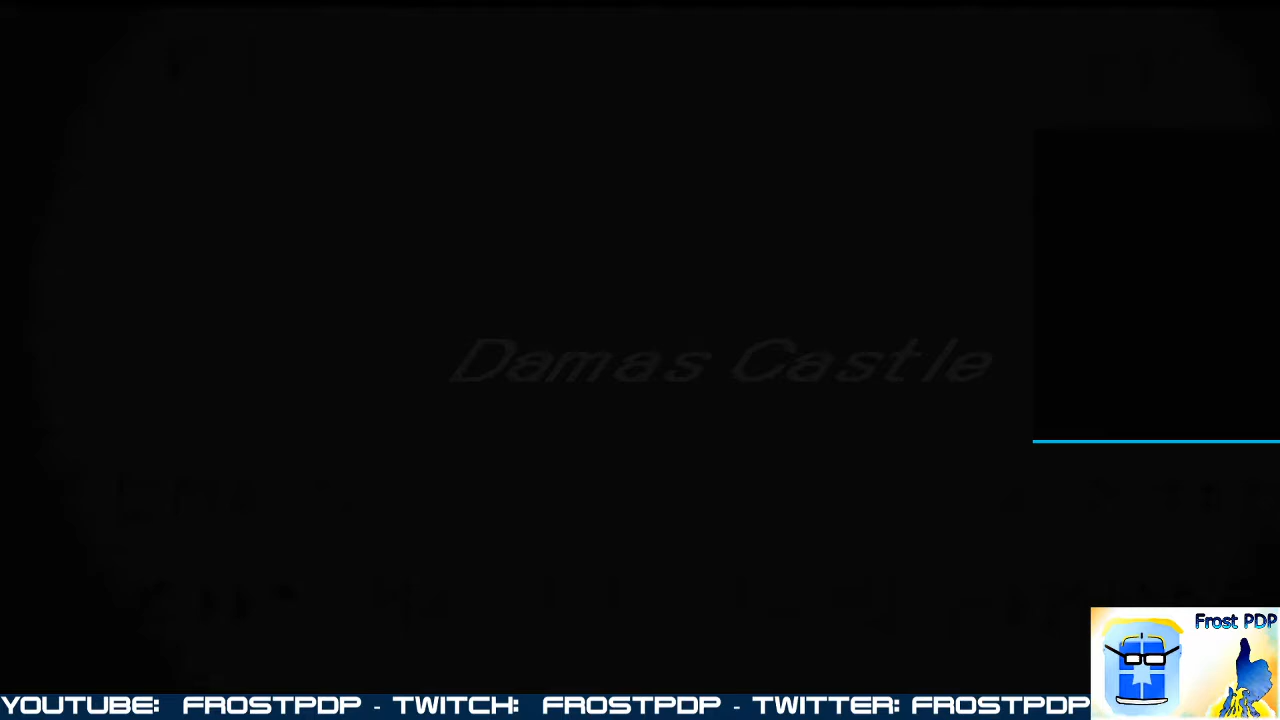 Damas Castle
Frost PDP
YOUTUBE: FROSTPDP - TWITCH: FROSTPDP - TWITTER: FROSTPDP